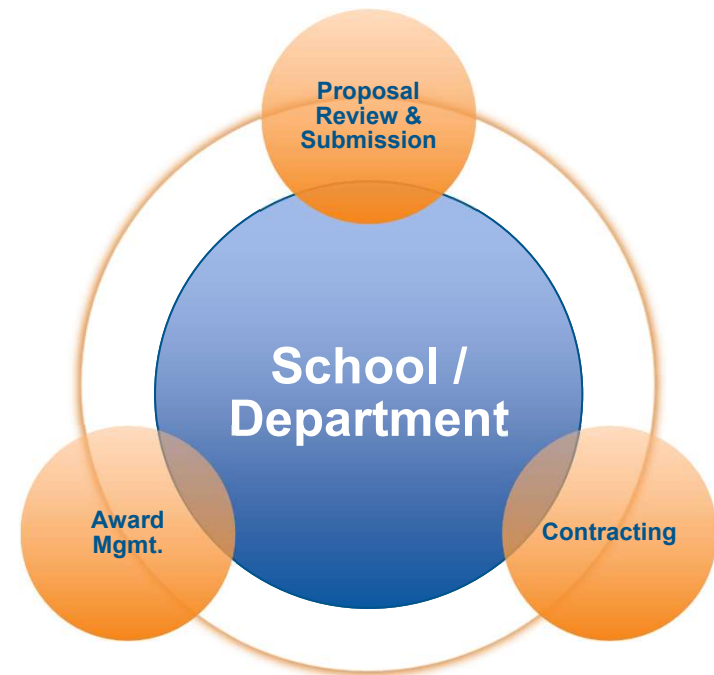 Proposal
Review &
Submission
School /
Department
Award
Mgmt.
Contracting